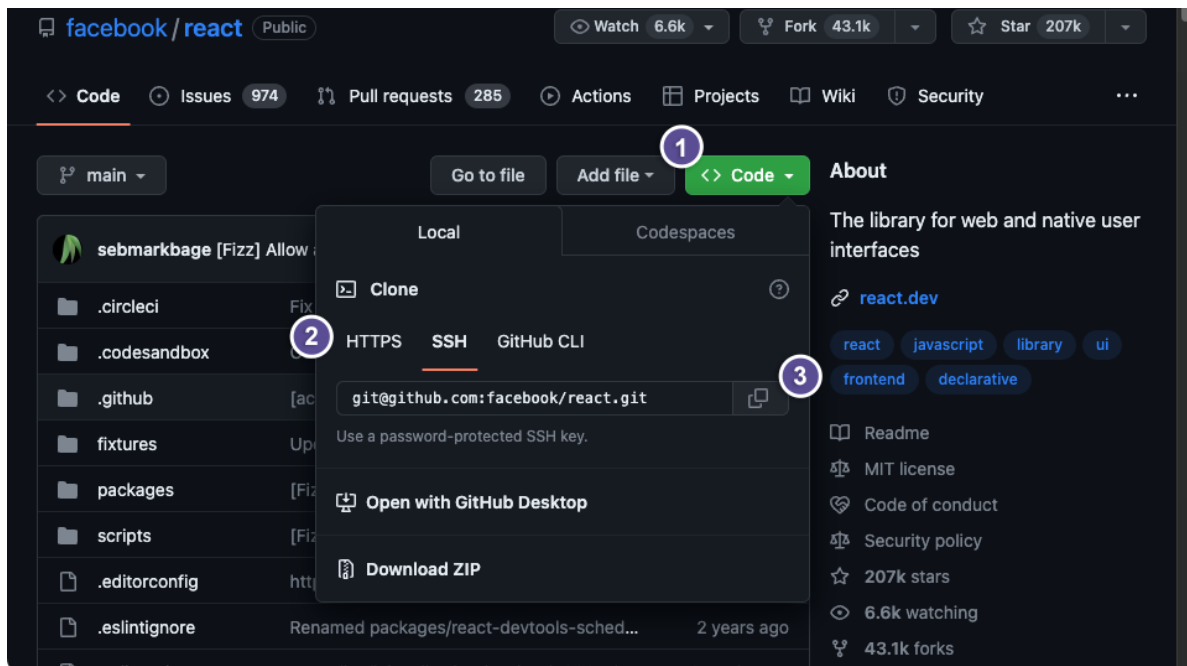 facebook / react Public Watch 6.6k Fork 43.1k Star 207k
Code Issues 974 Pull requests 285 Actions Projects Wiki Security ...
1
main Go to file Add file <> Code
Local Codespaces
Clone
2 HTTPS SSH GitHub CLI
3
git@github.com:facebook/react.git
Use a password-protected SSH key.
Open with GitHub Desktop
Download ZIP
sebmarkbage [Fizz] Allow
.circleci Fix
.codesandbox
.github [ac
fixtures Upd
packages [Fiz
scripts [Fiz
.editorconfig http
.eslintignore Renamed packages/react-devtools-sched... 2 years ago
About
The library for web and native user
interfaces
react.dev
react javascript library ui
frontend declarative
Readme
MIT license
Code of conduct
Security policy
207k stars
6.6k watching
43.1k forks